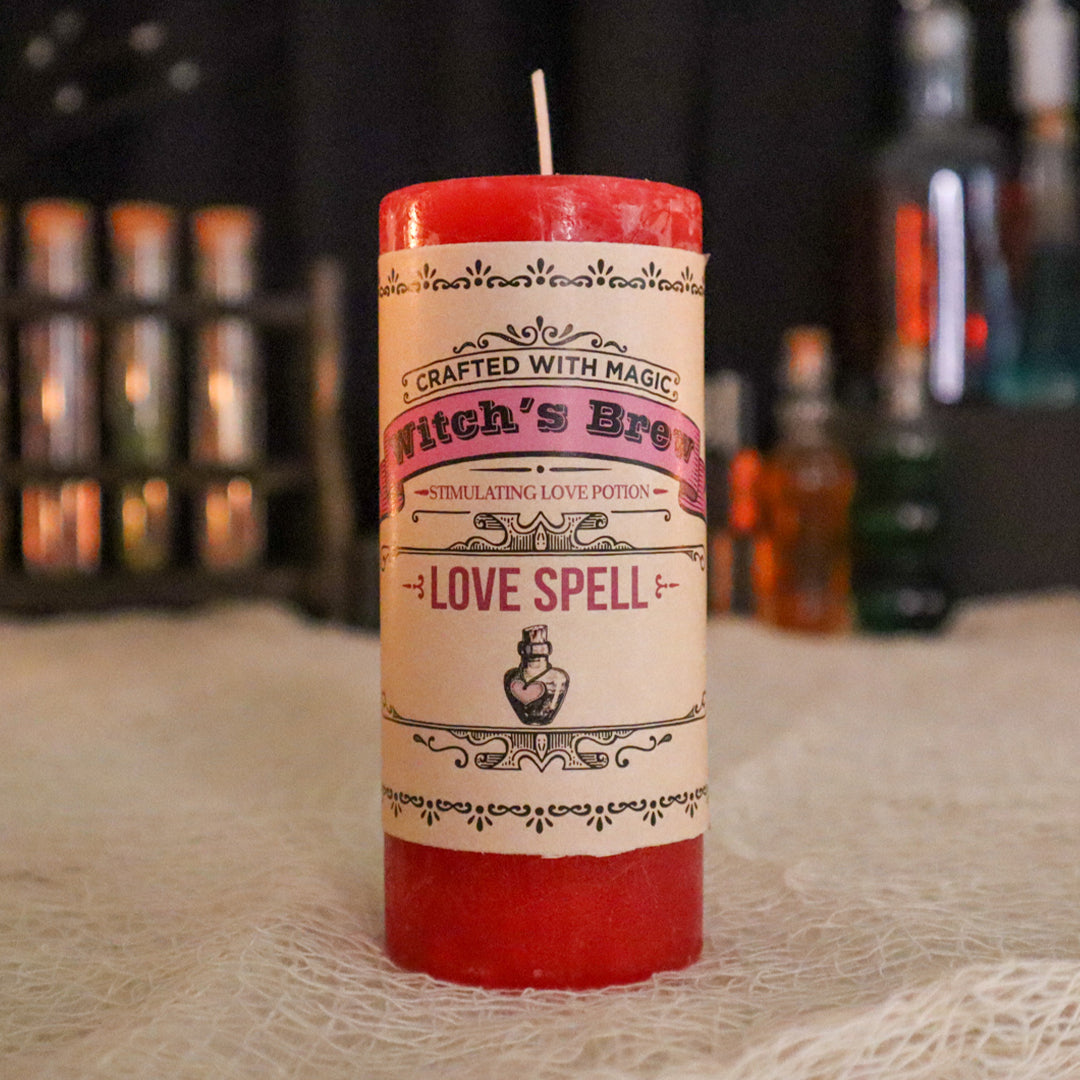 CRAFTED WITH MAGIC
Witch's Brew
STIMULATING LOVE POTION
LOVE SPELL